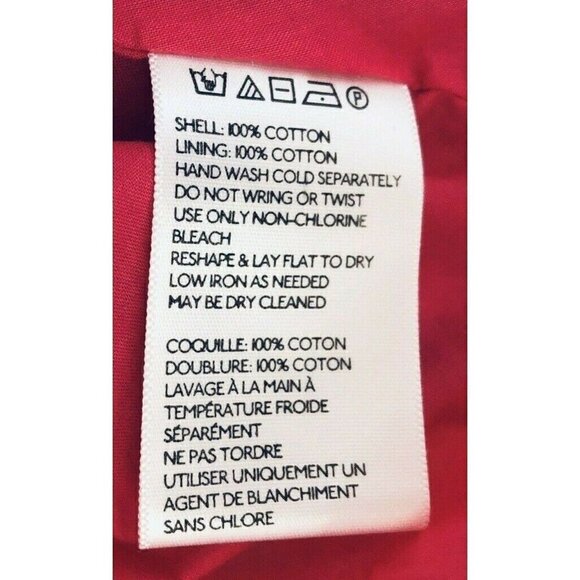 P
SHELL: 100% COTTON
LINING: 100% COTTON
HAND WASH COLD SEPARATELY
DO NOT WRING OR TWIST
USE ONLY NON-CHLORINE
BLEACH
RESHAPE & LAY FLAT TO DRY
LOW IRON AS NEEDED
MAY BE DRY CLEANED
COQUILLE: 100% COTON
DOUBLURE: 100% COTON
LAVAGE À LA MAIN À
TEMPÉRATURE FROIDE
SÉPARÉMENT
NE PAS TORDRE
UTILISER UNIQUEMENT UN
AGENT DE BLANCHIMENT
SANS CHLORE